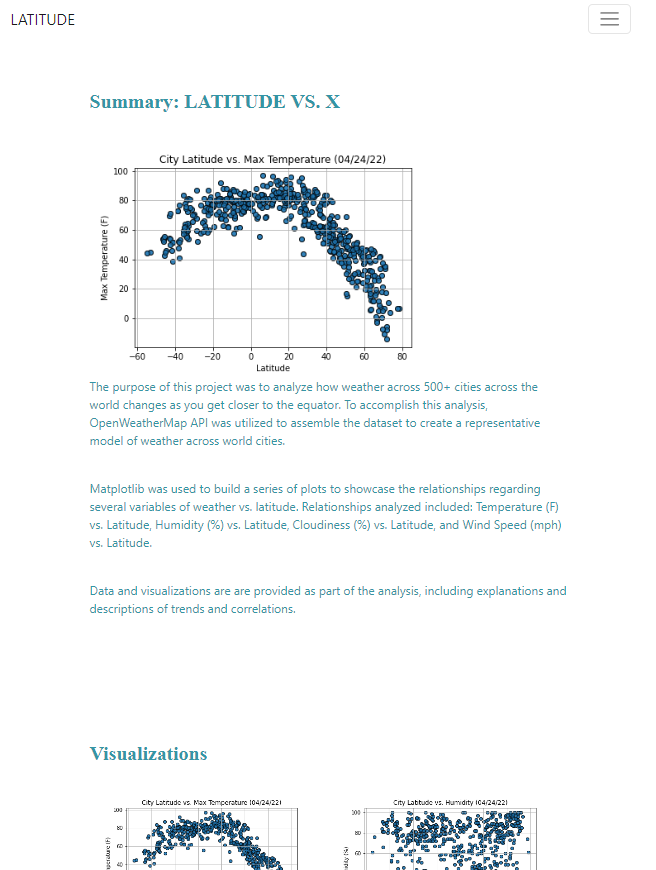 LATITUDE
Summary: LATITUDE VS. X
City Latitude vs. Max Temperature (04/24/22)
100
80
60
40
20
0
Max Temperature (F)
−60 −40 −20 0 20 40 60 80
Latitude
The purpose of this project was to analyze how weather across 500+ cities across the
world changes as you get closer to the equator. To accomplish this analysis,
OpenWeatherMap API was utilized to assemble the dataset to create a representative
model of weather across world cities.
Matplotlib was used to build a series of plots to showcase the relationships regarding
several variables of weather vs. latitude. Relationships analyzed included: Temperature (F)
vs. Latitude, Humidity (%) vs. Latitude, Cloudiness (%) vs. Latitude, and Wind Speed (mph)
vs. Latitude.
Data and visualizations are are provided as part of the analysis, including explanations and
descriptions of trends and correlations.
Visualizations
City Latitude vs. Max Temperature (04/24/22)
100
80
60
40
City Latitude vs. Humidity (04/24/22)
100
80
60